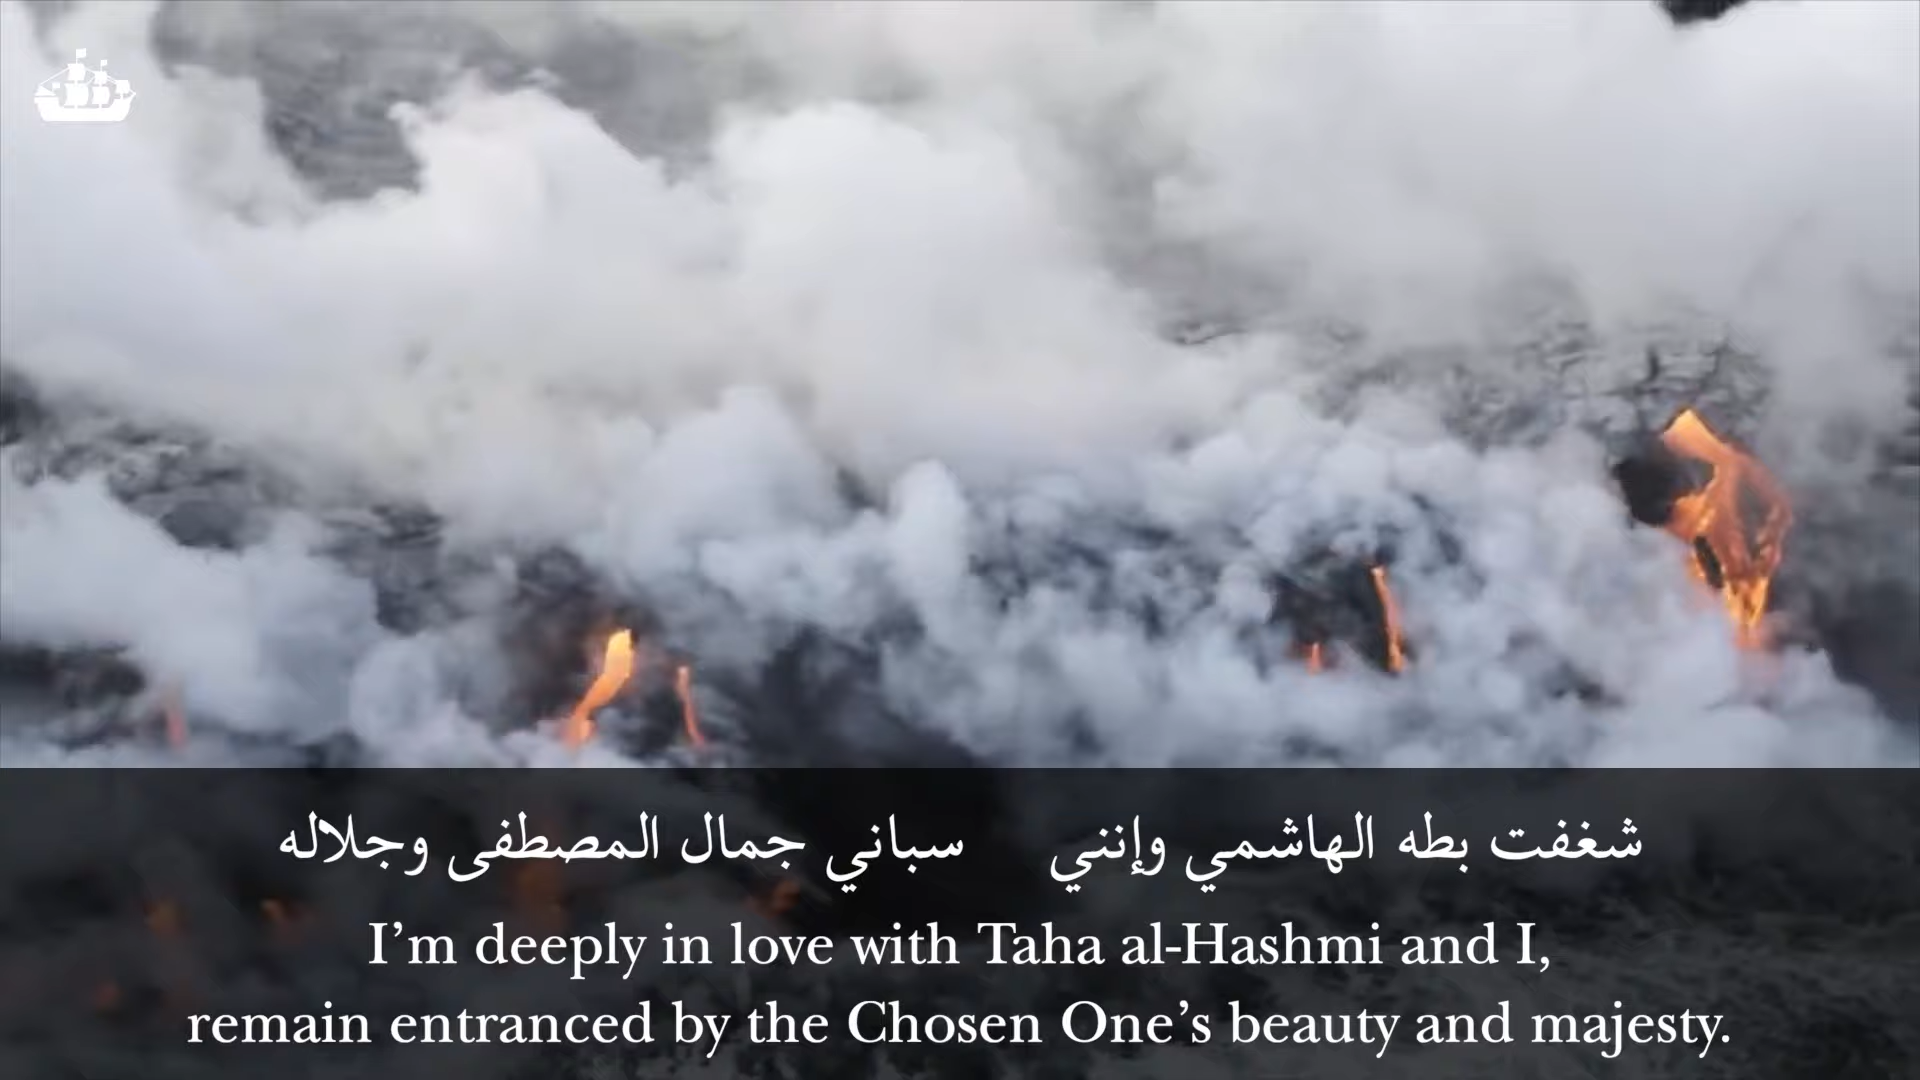 شغفت بطه الهاشمي وإنني سباني جمال المصطفى وجلاله
I’m deeply in love with Taha al-Hashmi and I,
remain entranced by the Chosen One’s beauty and majesty.